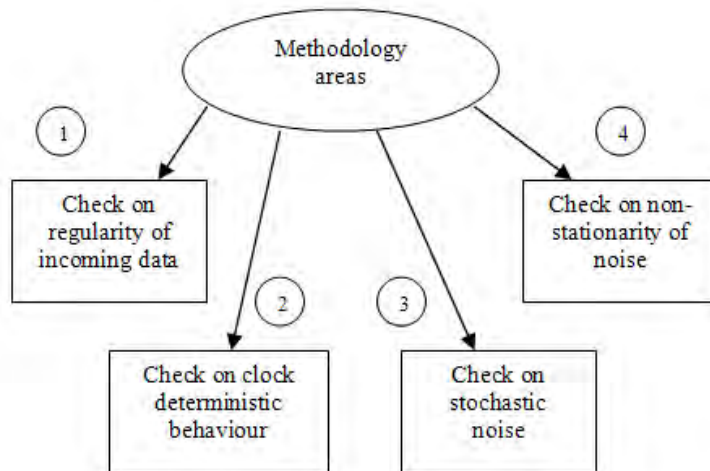 Methodology
areas
1
Check on
regularity of
incoming data
2
Check on clock
deterministic
behaviour
3
Check on
stochastic
noise
4
Check on non-
stationarity of
noise